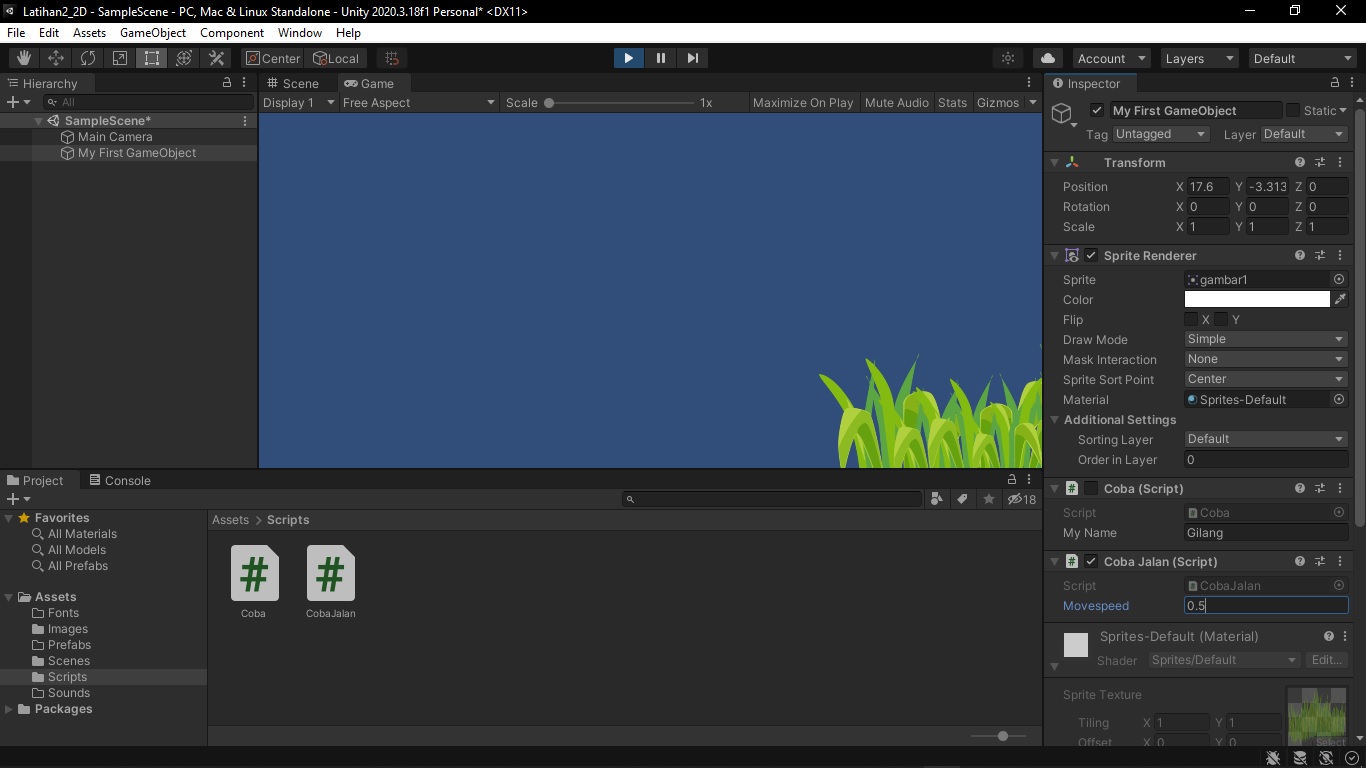 Latihan2_2D - SampleScene - PC, Mac & Linux Standalone - Unity 2020.3.18f1 Personal* <DX11>
File Edit Assets GameObject Component Window Help
Center Local Account Layers Default
Hierarchy
All
SampleScene*
Main Camera
My First GameObject
Scene Game
Display 1 Free Aspect Scale 1x Maximize On Play Mute Audio Stats Gizmos
Inspector
My First GameObject Static
Tag Untagged Layer Default
Transform
Position X 17.6 Y -3.313 Z 0
Rotation X 0 Y 0 Z 0
Scale X 1 Y 1 Z 1
Sprite Renderer
Sprite gambar1
Color
Flip X Y
Draw Mode Simple
Mask Interaction None
Sprite Sort Point Center
Material Sprites-Default
Additional Settings
Sorting Layer Default
Order in Layer 0
# Coba (Script)
Script Coba
My Name Gilang
# Coba Jalan (Script)
Script CobaJalan
Movespeed 0.5
Sprites-Default (Material)
Shader Sprites/Default Edit...
Sprite Texture
Tiling X 1 Y 1
Offset X 0 Y 0
Select
Project Console
18
Favorites
All Materials
All Models
All Prefabs
Assets
Fonts
Images
Prefabs
Scenes
Scripts
Sounds
Packages
Assets > Scripts
# #
Coba CobaJalan